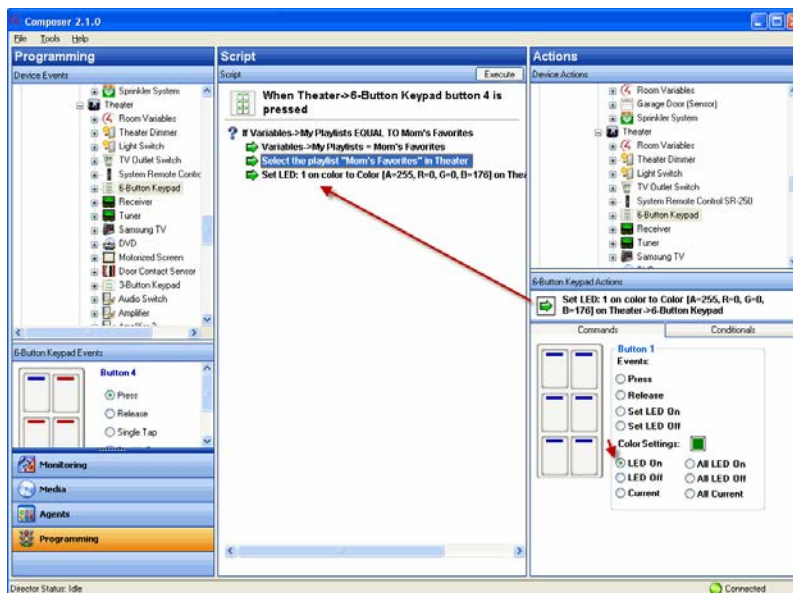 Composer 2.1.0
File Tools Help
Programming
Device Events
Sprinkler System
Theater
Room Variables
Theater Dimmer
Light Switch
TV Outlet Switch
System Remote Contro
6-Button Keypad
Receiver
Tuner
Samsung TV
DVD
Motorized Screen
Door Contact Sensor
3-Button Keypad
Audio Switch
Amplifier
6-Button Keypad Events
Button 4
Press
Release
Single Tap
Monitoring
Media
Agents
Programming
Script
Script Execute
When Theater->6-Button Keypad button 4 is
pressed
? If Variables->My Playlists EQUAL TO Mom's Favorites
Variables->My Playlists = Mom's Favorites
Select the playlist "Mom's Favorites" in Theater
Set LED: 1 on color to Color [A=255, R=0, G=0, B=176] on Thea
Actions
Device Actions
Room Variables
Garage Door (Sensor)
Sprinkler System
Theater
Room Variables
Theater Dimmer
Light Switch
TV Outlet Switch
System Remote Control SR-250
6-Button Keypad
Receiver
Tuner
Samsung TV
6-Button Keypad Actions
Set LED: 1 on color to Color [A=255, R=0, G=0,
B=176] on Theater->6-Button Keypad
Commands Conditionals
Button 1
Events:
Press
Release
Set LED On
Set LED Off
Color Settings:
LED On All LED On
LED Off All LED Off
Current All Current
Director Status: Idle
Connected